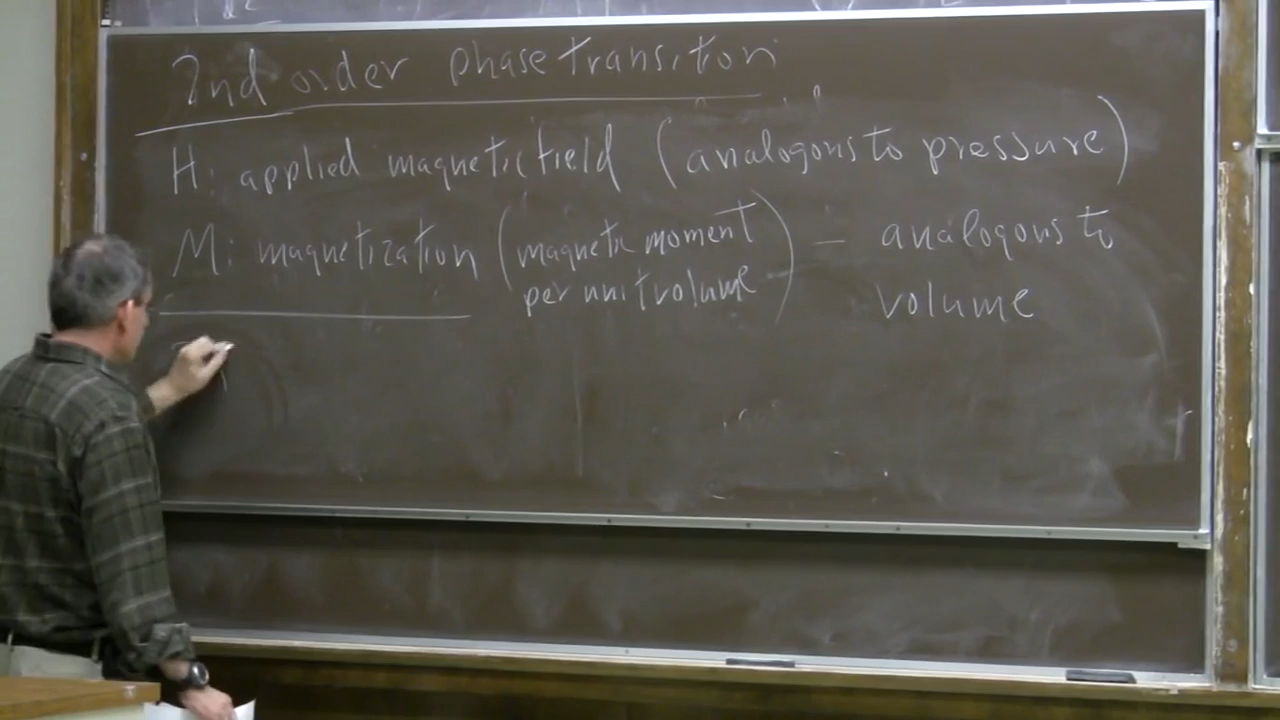 2nd order phase transition
H: applied magnetic field (analogous to pressure)
M: magnetization (magnetic moment per unit volume) - analogous to volume